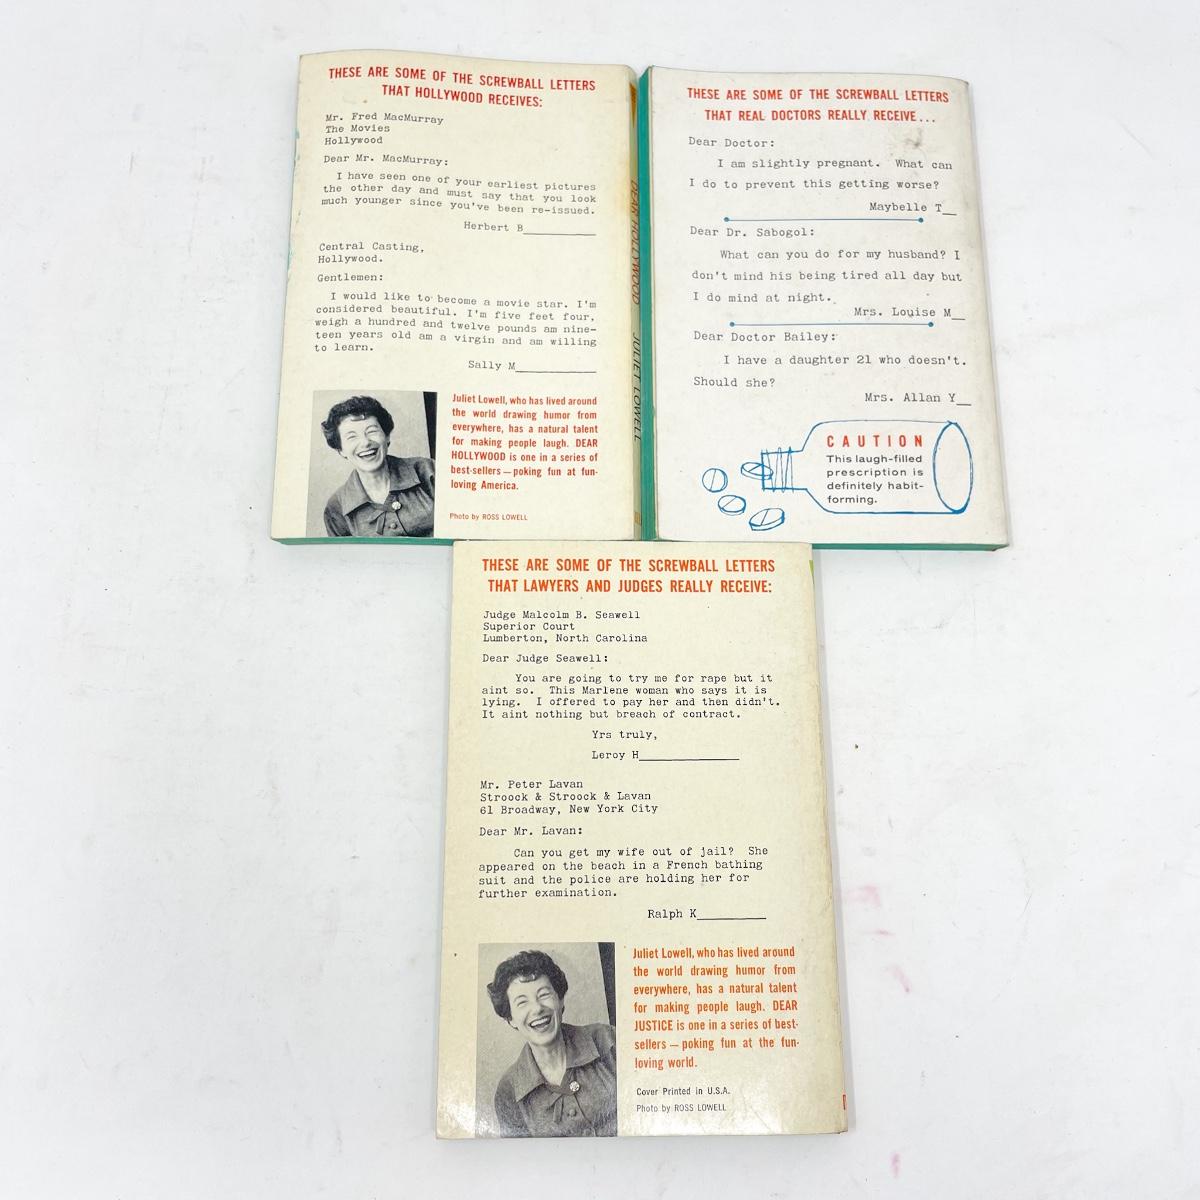 THESE ARE SOME OF THE SCREWBALL LETTERS
THAT HOLLYWOOD RECEIVES:
Mr. Fred MacMurray
The Movies
Hollywood
Dear Mr. MacMurray:
I have seen one of your earliest pictures
the other day and must say that you look
much younger since you've been re-issued.
Herbert B__________
Central Casting,
Hollywood.
Gentlemen:
I would like to become a movie star. I'm
considered beautiful. I'm five feet four,
weigh a hundred and twelve pounds am nine-
teen years old am a virgin and am willing
to learn.
Sally M___________
Juliet Lowell, who has lived around
the world drawing humor from
everywhere, has a natural talent
for making people laugh. DEAR
HOLLYWOOD is one in a series of
best-sellers — poking fun at fun-
loving America.
Photo by ROSS LOWELL
DEAR HOLLYWOOD JULIET LOWELL
THESE ARE SOME OF THE SCREWBALL LETTERS
THAT REAL DOCTORS REALLY RECEIVE...
Dear Doctor:
I am slightly pregnant. What can
I do to prevent this getting worse?
Maybelle T__
Dear Dr. Sabogol:
What can you do for my husband? I
don't mind his being tired all day but
I do mind at night.
Mrs. Louise M__
Dear Doctor Bailey:
I have a daughter 21 who doesn't.
Should she?
Mrs. Allan Y__
CAUTION
This laugh-filled
prescription is
definitely habit-
forming.
THESE ARE SOME OF THE SCREWBALL LETTERS
THAT LAWYERS AND JUDGES REALLY RECEIVE:
Judge Malcolm B. Seawell
Superior Court
Lumberton, North Carolina
Dear Judge Seawell:
You are going to try me for rape but it
aint so. This Marlene woman who says it is
lying. I offered to pay her and then didn't.
It aint nothing but breach of contract.
Yrs truly,
Leroy H______________
Mr. Peter Lavan
Stroock & Stroock & Lavan
61 Broadway, New York City
Dear Mr. Lavan:
Can you get my wife out of jail? She
appeared on the beach in a French bathing
suit and the police are holding her for
further examination.
Ralph K__________
Juliet Lowell, who has lived around
the world drawing humor from
everywhere, has a natural talent
for making people laugh. DEAR
JUSTICE is one in a series of best-
sellers — poking fun at the fun-
loving world.
Cover Printed in U.S.A.
Photo by ROSS LOWELL